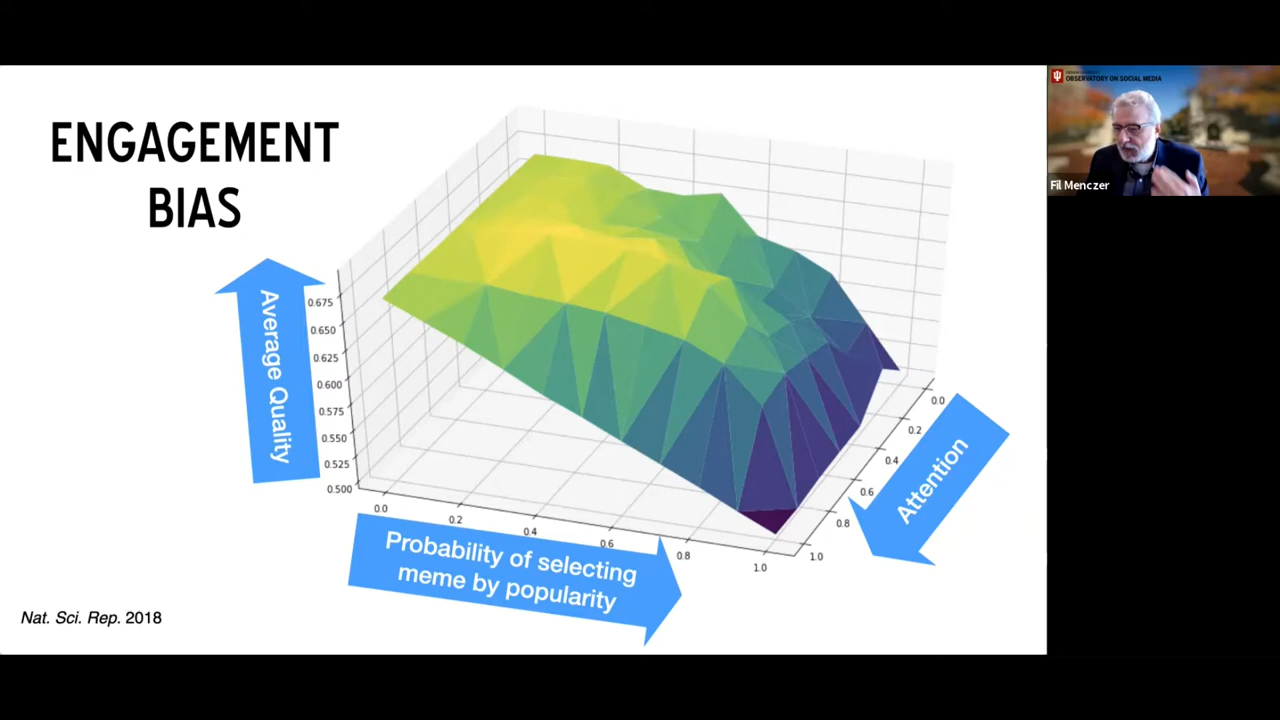 ENGAGEMENT
BIAS
Average Quality
0.675
0.650
0.625
0.600
0.575
0.550
0.525
0.500
0.0
0.2
0.4
0.6
0.8
1.0
Probability of selecting
meme by popularity
0.0
0.2
0.4
0.6
0.8
1.0
Attention
Nat. Sci. Rep. 2018
OBSERVATORY ON SOCIAL MEDIA
Fil Menczer